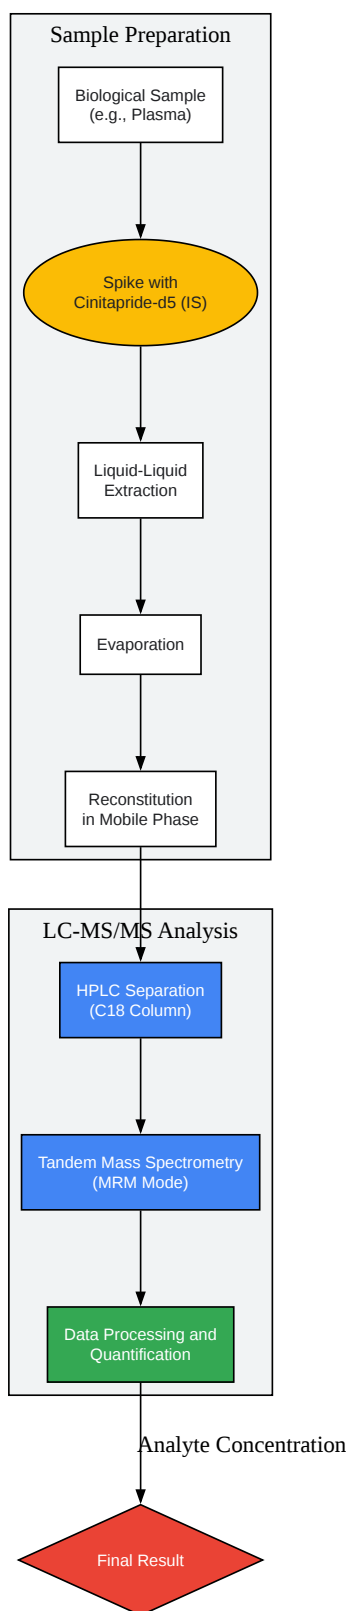 Sample Preparation
Biological Sample
(e.g., Plasma)
Spike with
Cinitapride-d5 (IS)
Liquid-Liquid
Extraction
Evaporation
Reconstitution
in Mobile Phase
LC-MS/MS Analysis
HPLC Separation
(C18 Column)
Tandem Mass Spectrometry
(MRM Mode)
Data Processing and
Quantification
Analyte Concentration
Final Result